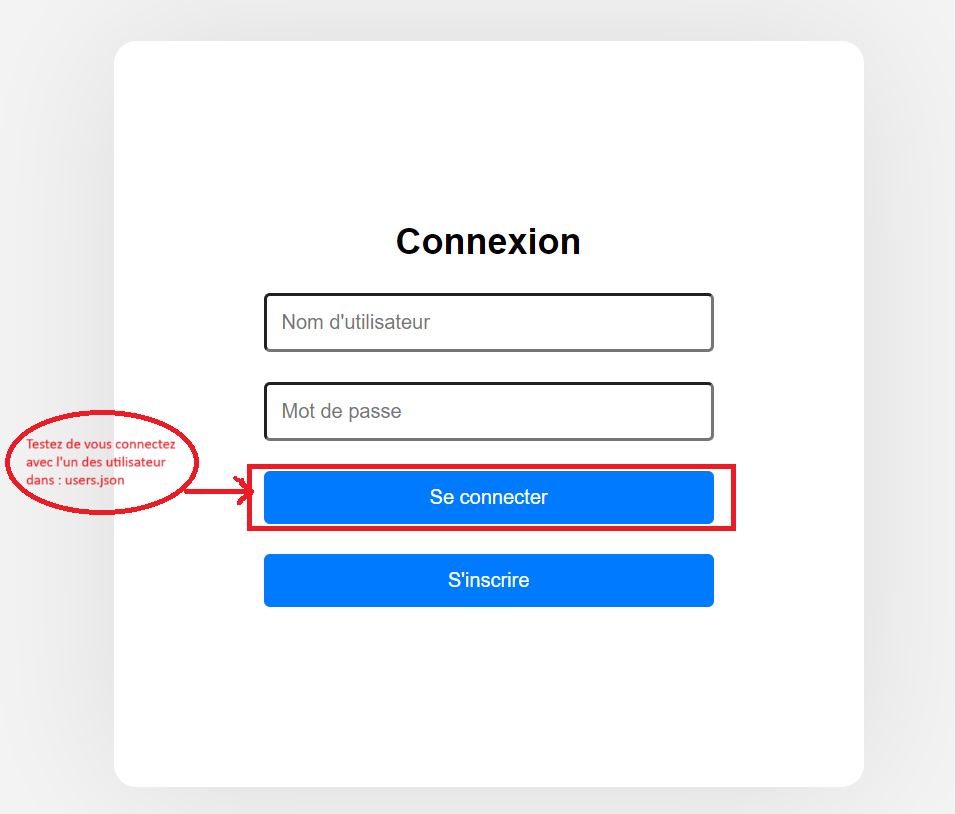 Connexion
Nom d'utilisateur
Mot de passe
Testez de vous connectez
avec l'un des utilisateur
dans : users.json
Se connecter
S'inscrire